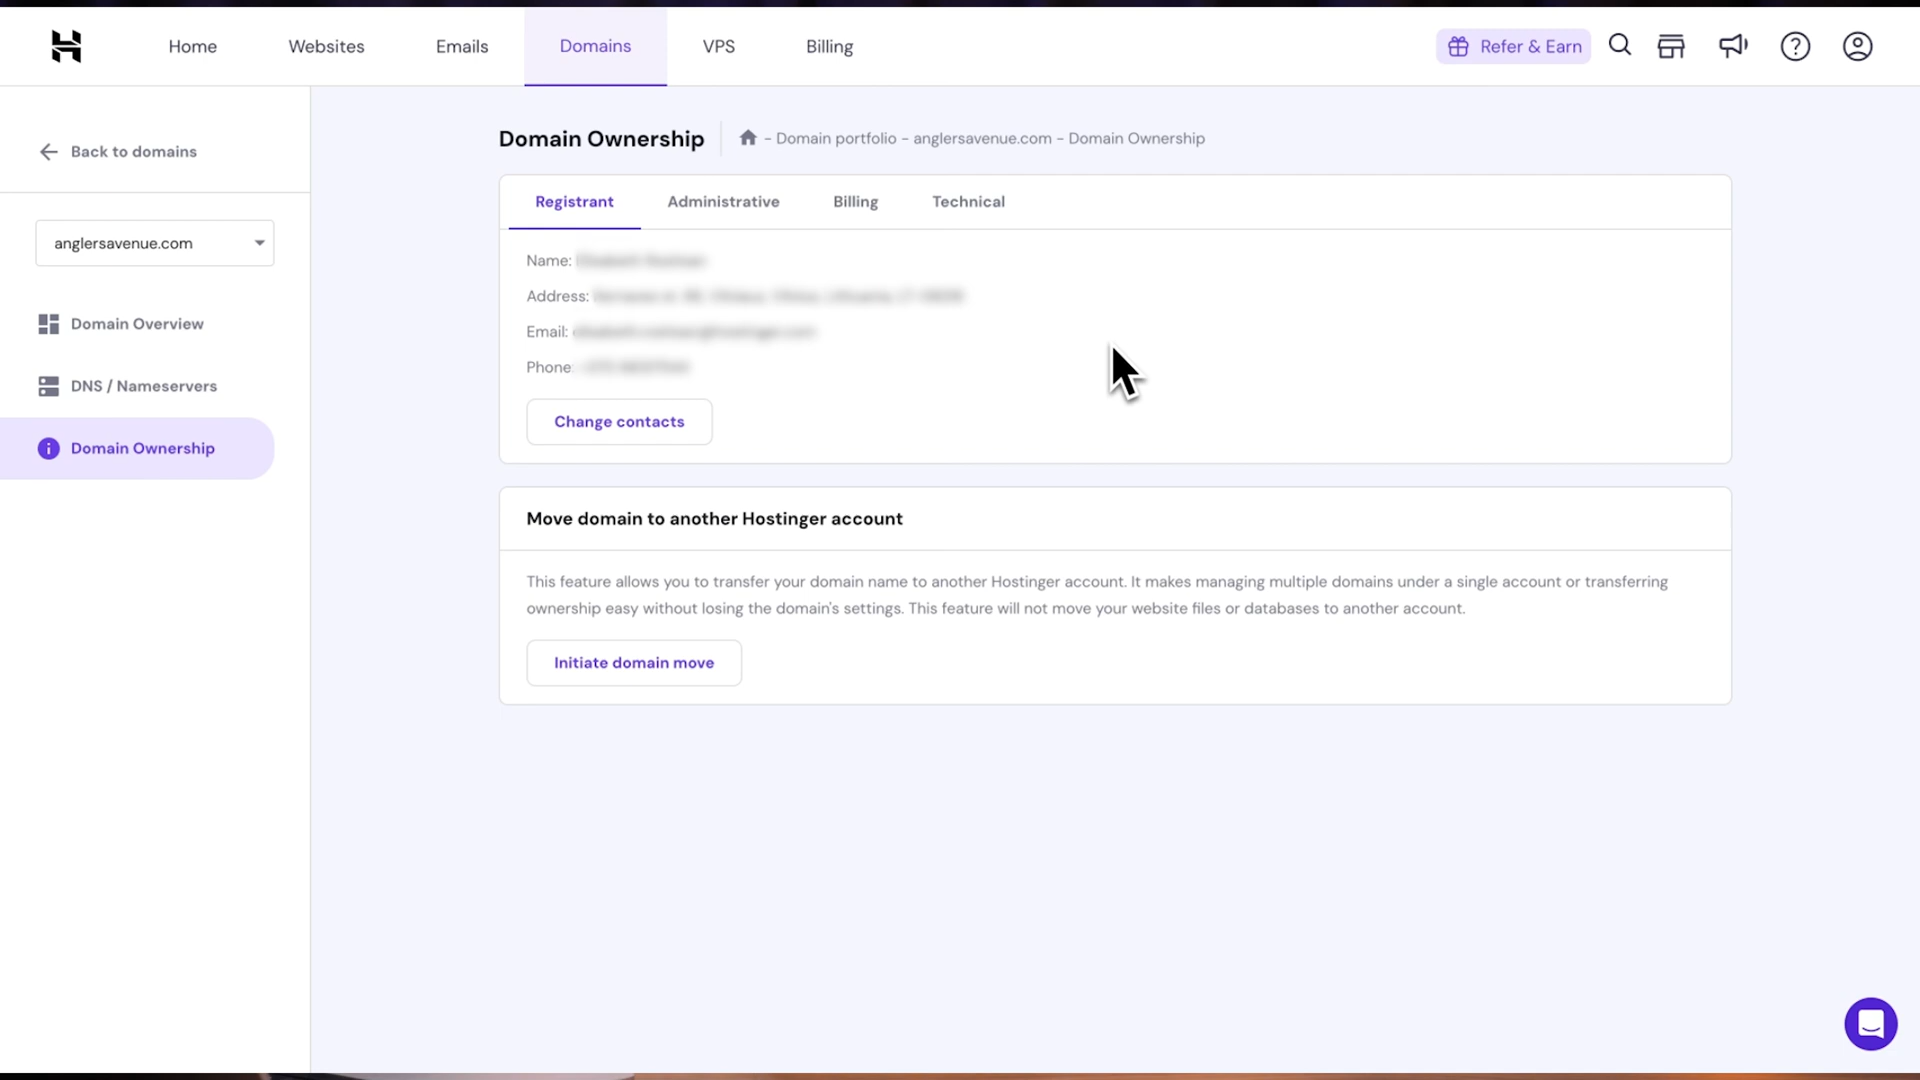 Home Websites Emails Domains VPS Billing Refer & Earn
Back to domains
anglersavenue.com
Domain Overview
DNS / Nameservers
Domain Ownership
Domain Ownership - Domain portfolio - anglersavenue.com - Domain Ownership
Registrant Administrative Billing Technical
Name:
Address:
Email:
Phone:
Change contacts
Move domain to another Hostinger account
This feature allows you to transfer your domain name to another Hostinger account. It makes managing multiple domains under a single account or transferring
ownership easy without losing the domain's settings. This feature will not move your website files or databases to another account.
Initiate domain move